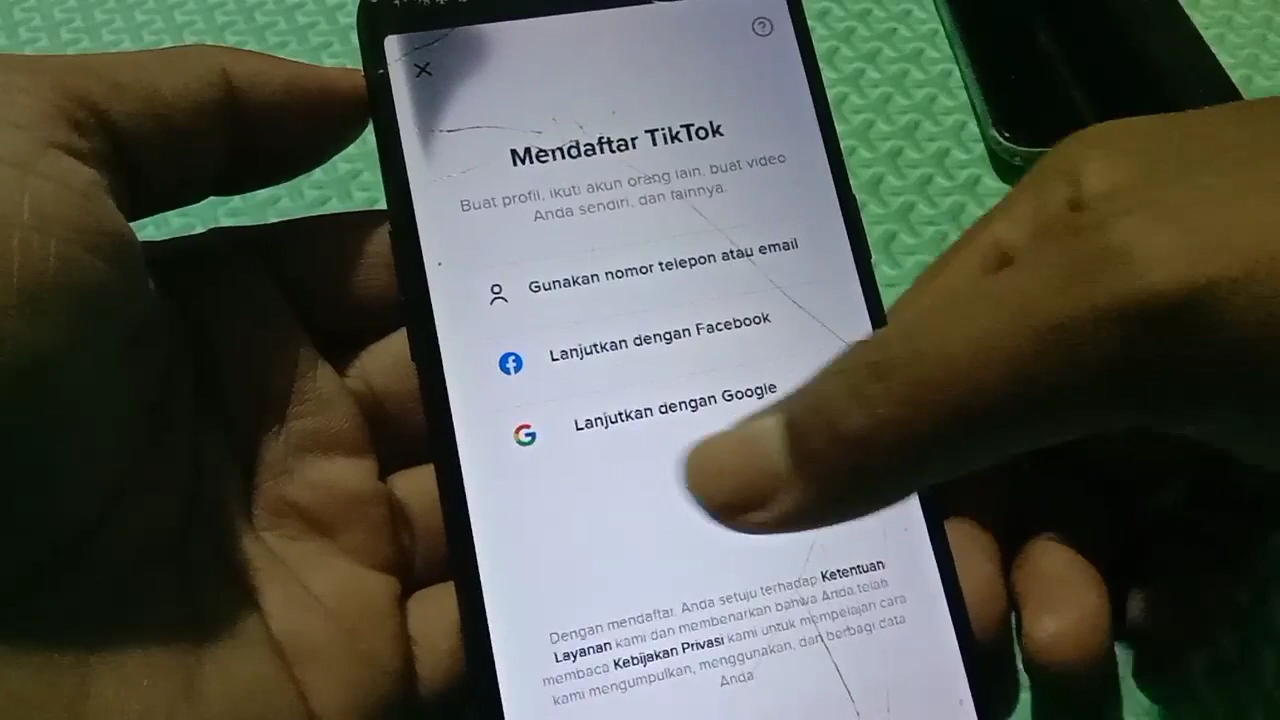 Mendaftar TikTok
Buat profil, ikuti akun orang lain, buat video
Anda sendiri, dan lainnya.
Gunakan nomor telepon atau email
Lanjutkan dengan Facebook
Lanjutkan dengan Google
Dengan mendaftar, Anda setuju terhadap Ketentuan
Layanan kami dan membenarkan bahwa Anda telah
membaca Kebijakan Privasi kami untuk mempelajari cara
kami mengumpulkan, menggunakan, dan berbagi data
Anda